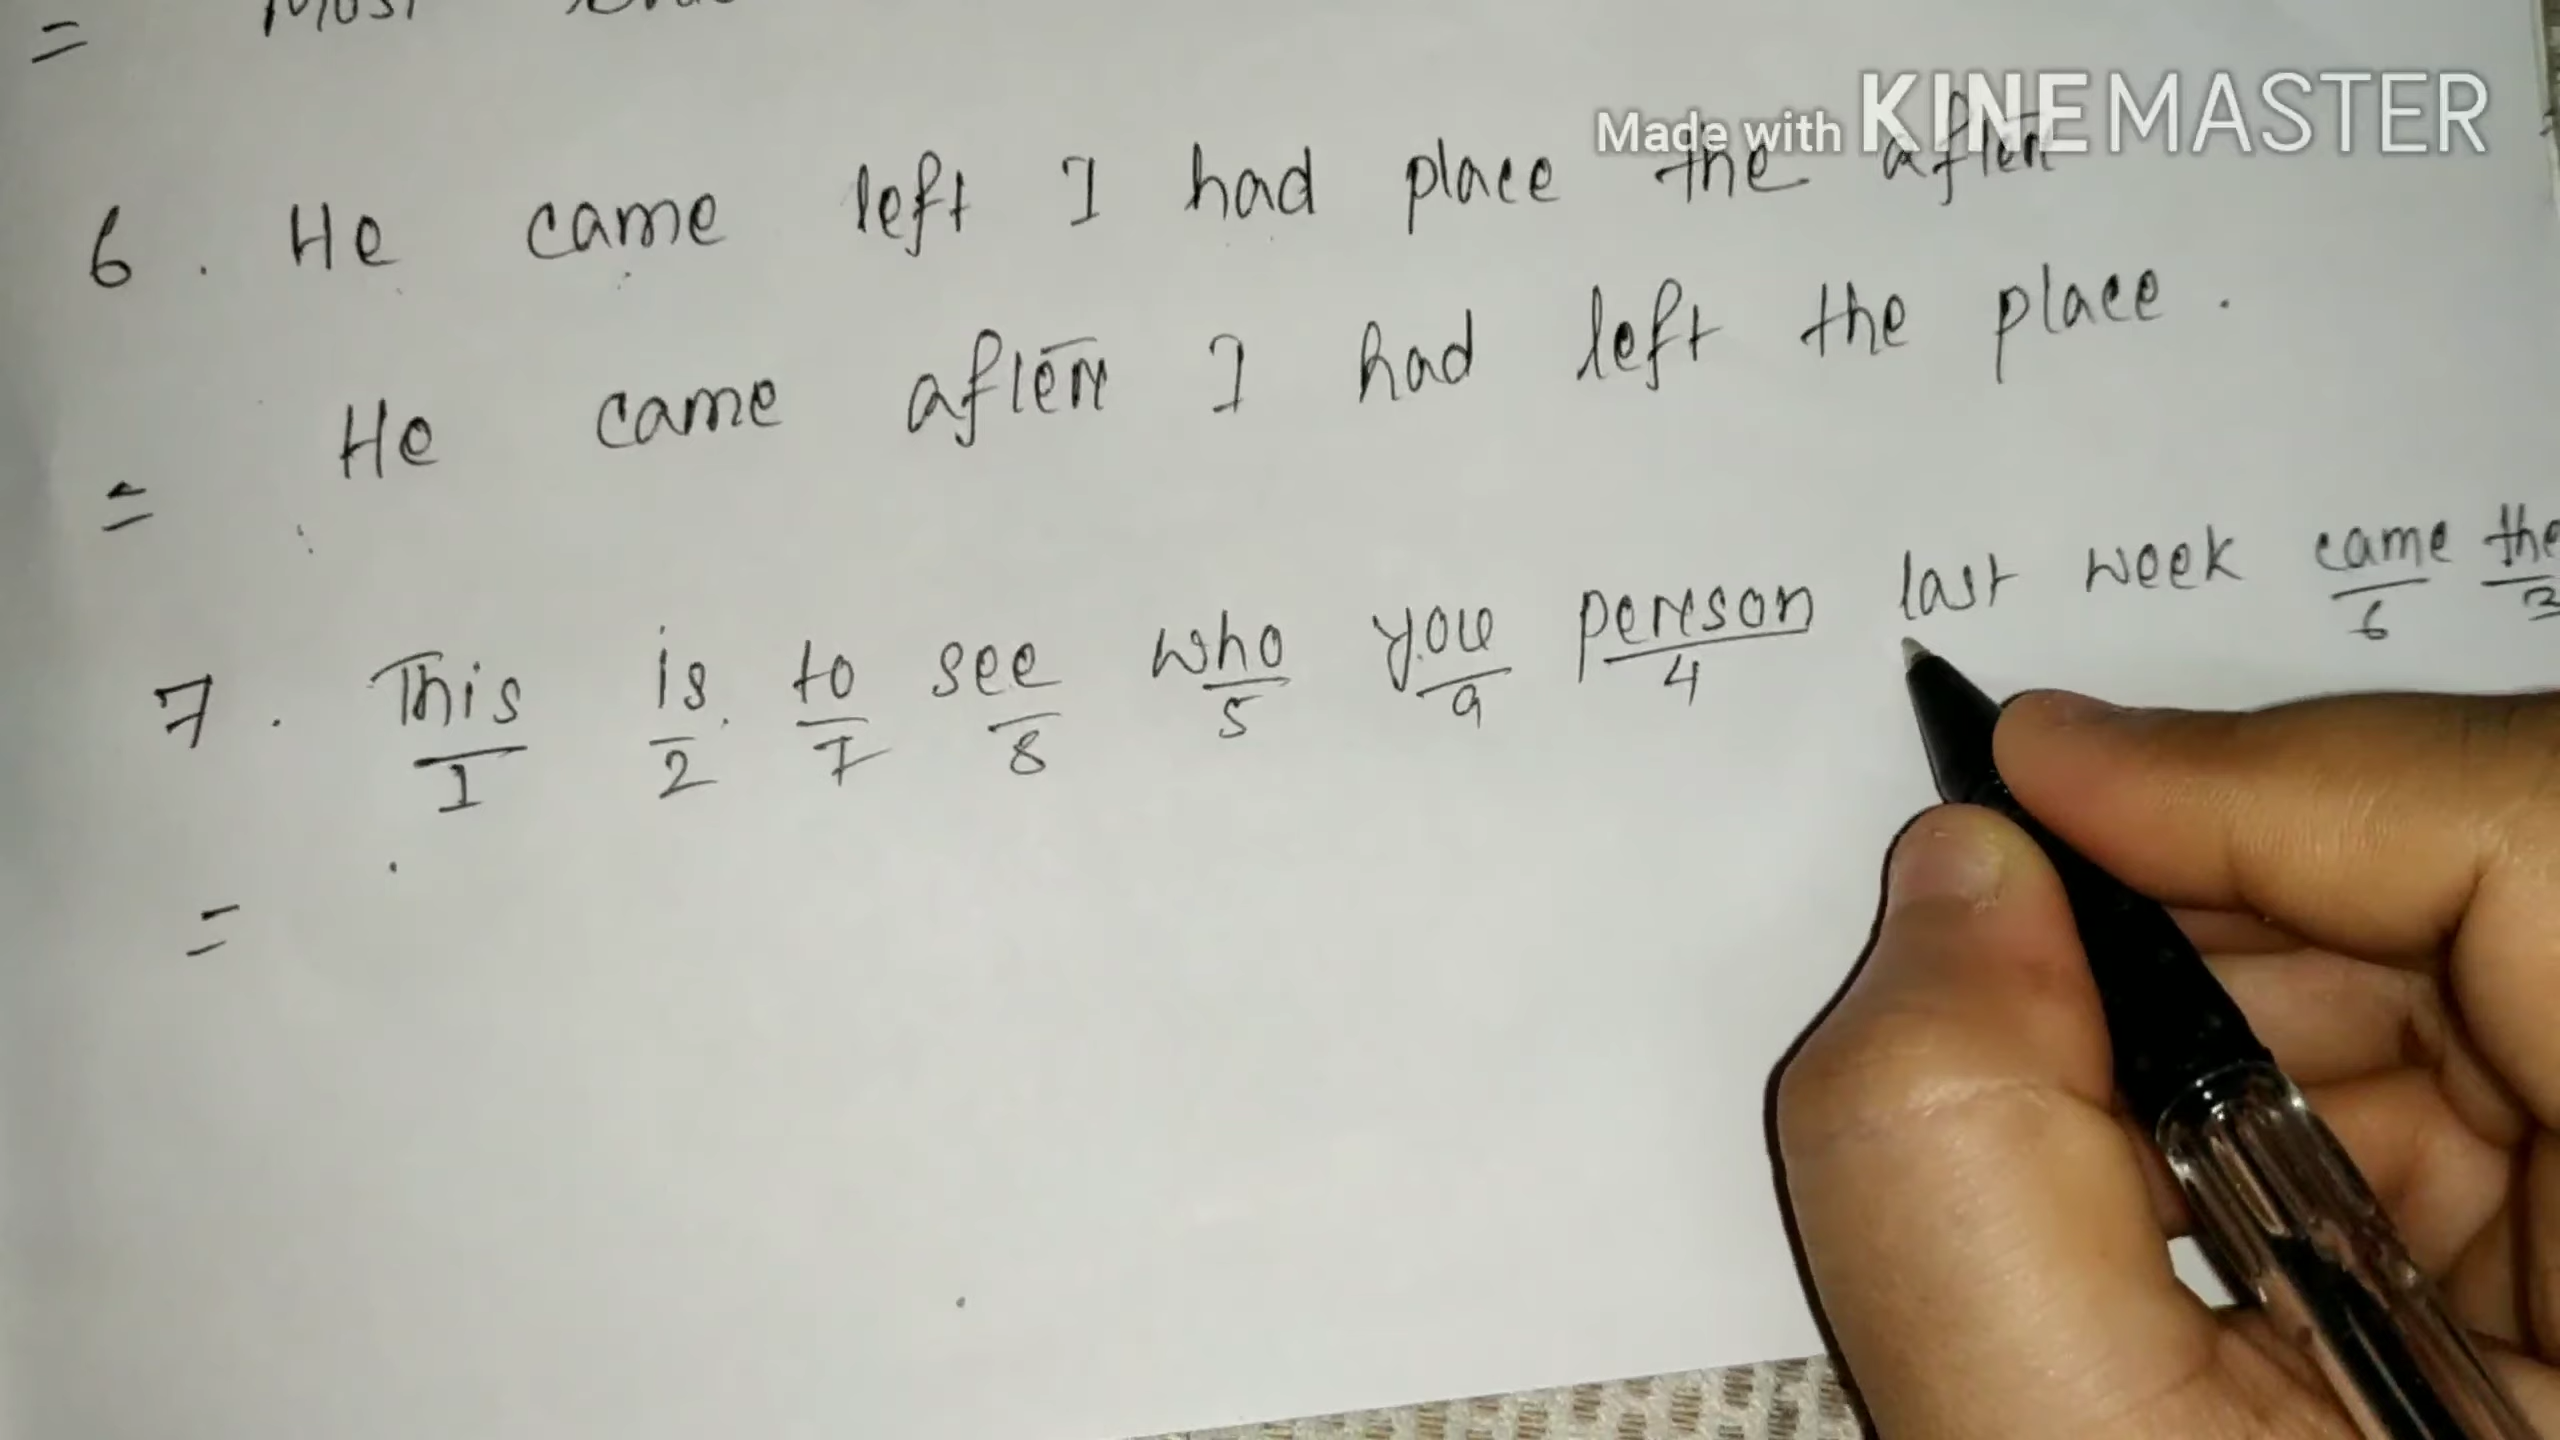 = Most
Made with KINEMASTER
6. He came left I had place the after
= He came after I had left the place.
7. This is to see who you person last week came the
1 2 7 8 5 9 4 6 3
=